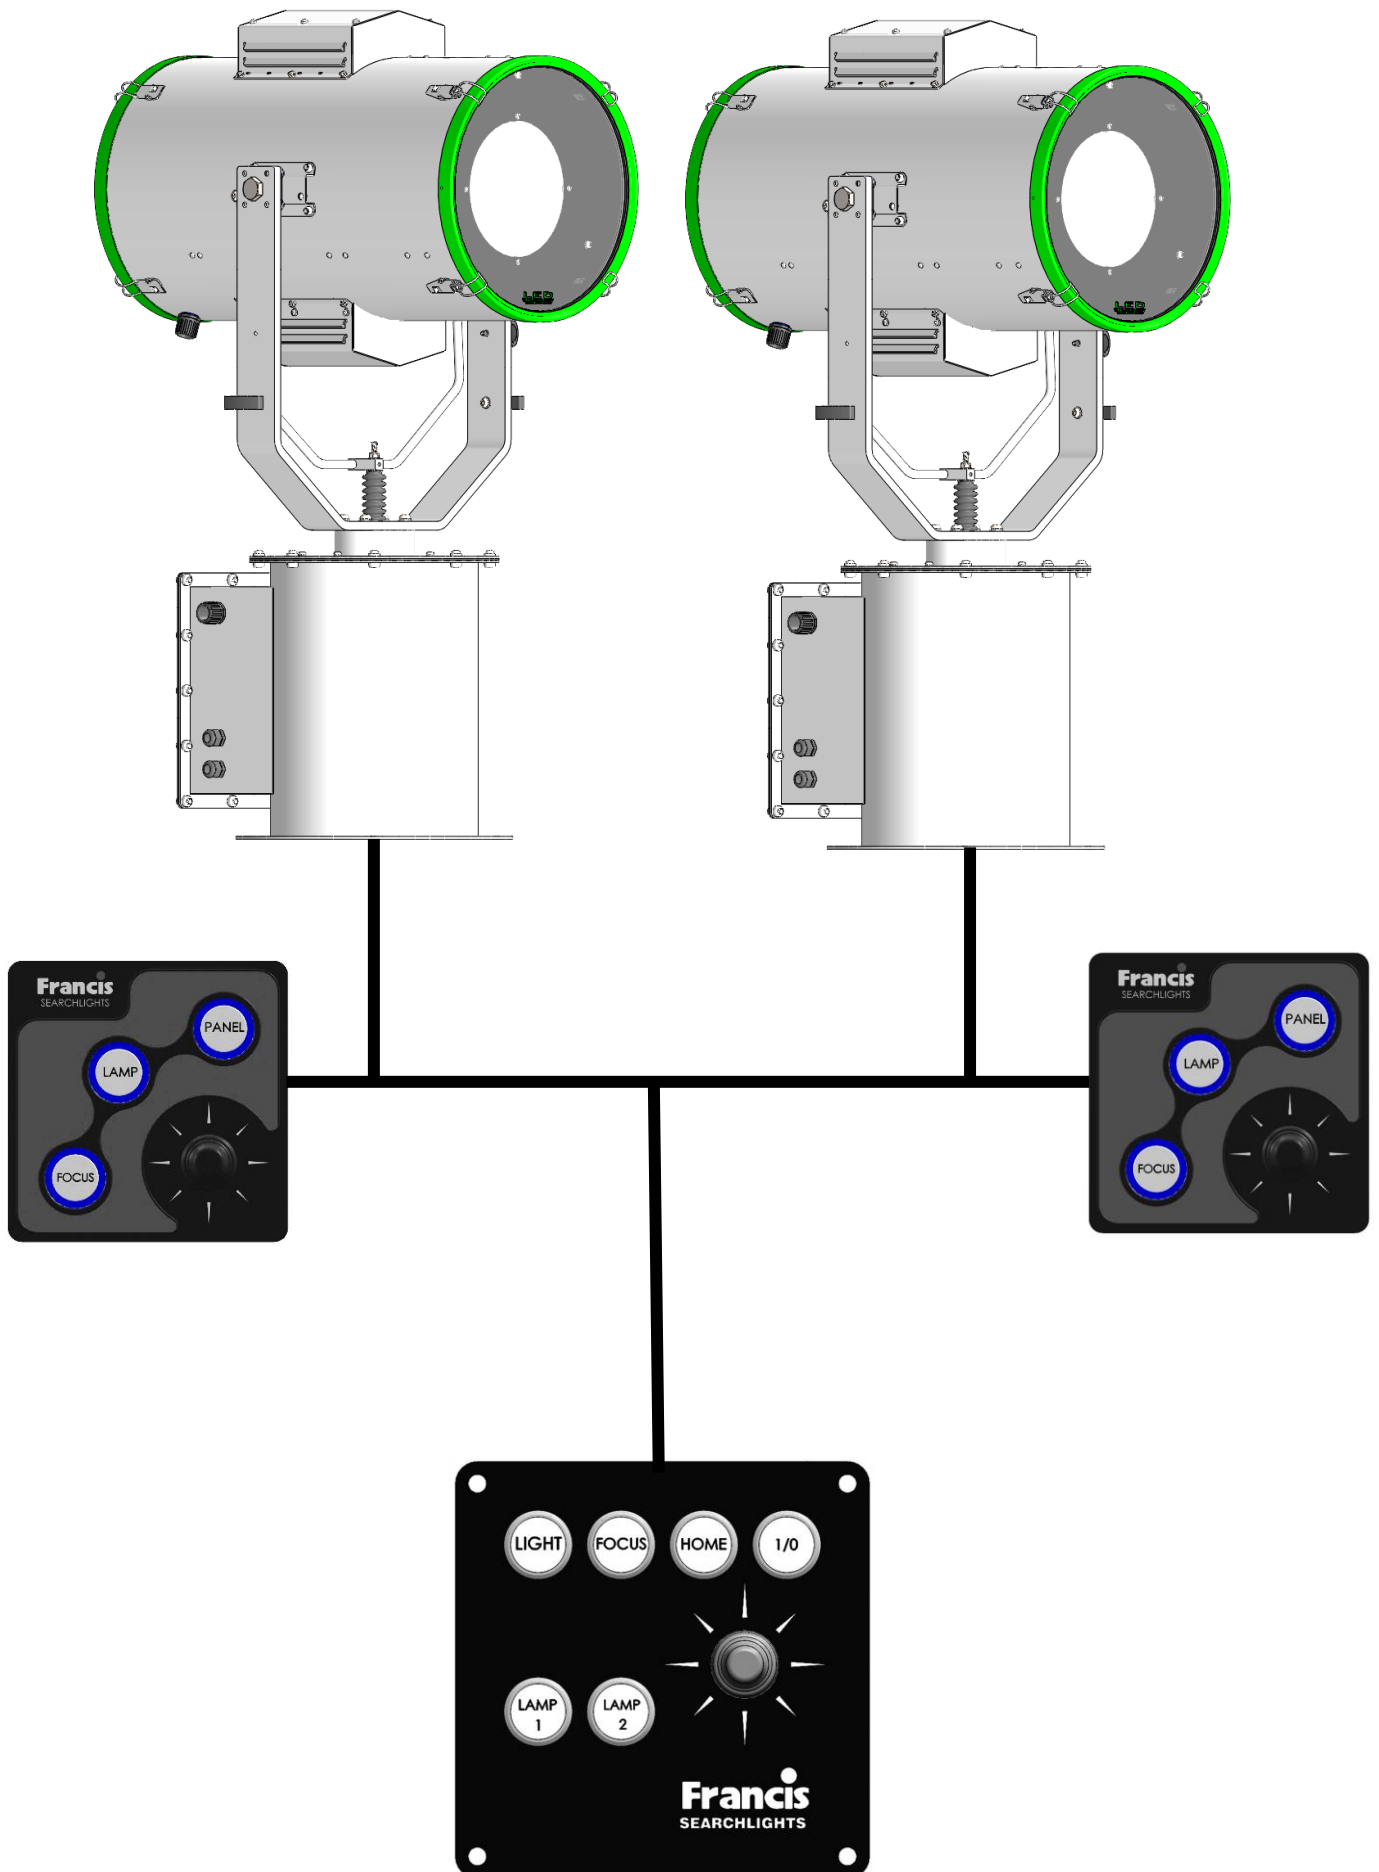 LED
LED
Francis
SEARCHLIGHTS
PANEL
LAMP
FOCUS
Francis
SEARCHLIGHTS
PANEL
LAMP
FOCUS
LIGHT
FOCUS
HOME
1/0
LAMP
1
LAMP
2
Francis
SEARCHLIGHTS